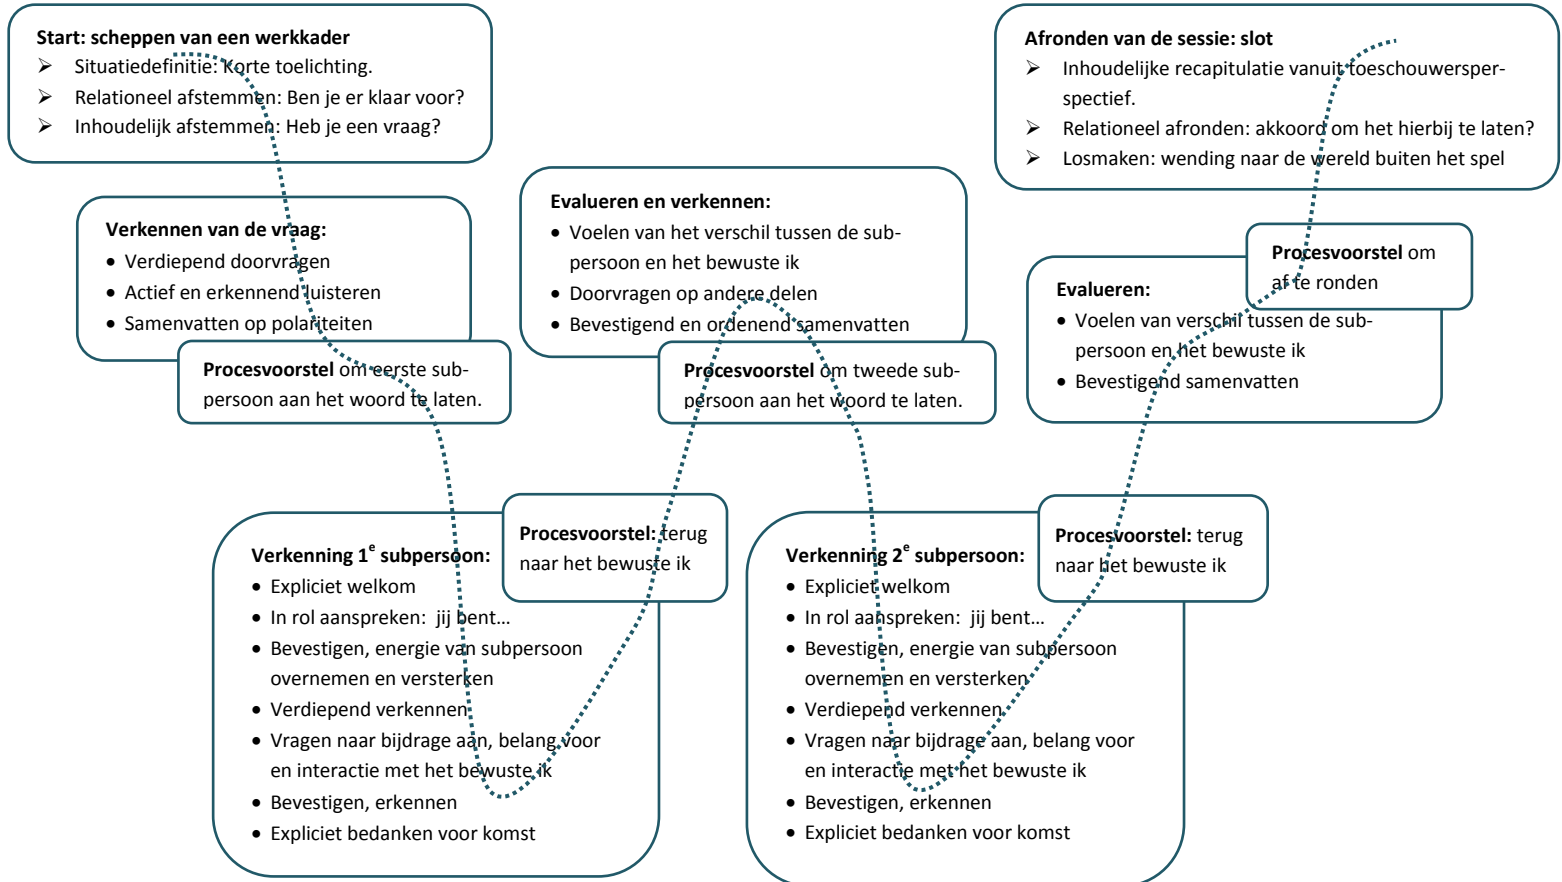 Start: scheppen van een werkkader
➢ Situatiedefinitie: Korte toelichting.
➢ Relationeel afstemmen: Ben je er klaar voor?
➢ Inhoudelijk afstemmen: Heb je een vraag?
Verkennen van de vraag:
• Verdiepend doorvragen
• Actief en erkennend luisteren
• Samenvatten op polariteiten
Procesvoorstel om eerste sub-
persoon aan het woord te laten.
Verkenning 1e subpersoon:
• Expliciet welkom
• In rol aanspreken: jij bent…
• Bevestigen, energie van subpersoon
overnemen en versterken
• Verdiepend verkennen
• Vragen naar bijdrage aan, belang voor
en interactie met het bewuste ik
• Bevestigen, erkennen
• Expliciet bedanken voor komst
Procesvoorstel: terug
naar het bewuste ik
Evalueren en verkennen:
• Voelen van het verschil tussen de sub-
persoon en het bewuste ik
• Doorvragen op andere delen
• Bevestigend en ordenend samenvatten
Procesvoorstel om tweede sub-
persoon aan het woord te laten.
Verkenning 2e subpersoon:
• Expliciet welkom
• In rol aanspreken: jij bent…
• Bevestigen, energie van subpersoon
overnemen en versterken
• Verdiepend verkennen
• Vragen naar bijdrage aan, belang voor
en interactie met het bewuste ik
• Bevestigen, erkennen
• Expliciet bedanken voor komst
Procesvoorstel: terug
naar het bewuste ik
Evalueren:
• Voelen van verschil tussen de sub-
persoon en het bewuste ik
• Bevestigend samenvatten
Procesvoorstel om
af te ronden
Afronden van de sessie: slot
➢ Inhoudelijke recapitulatie vanuit toeschouwersper-
spectief.
➢ Relationeel afronden: akkoord om het hierbij te laten?
➢ Losmaken: wending naar de wereld buiten het spel